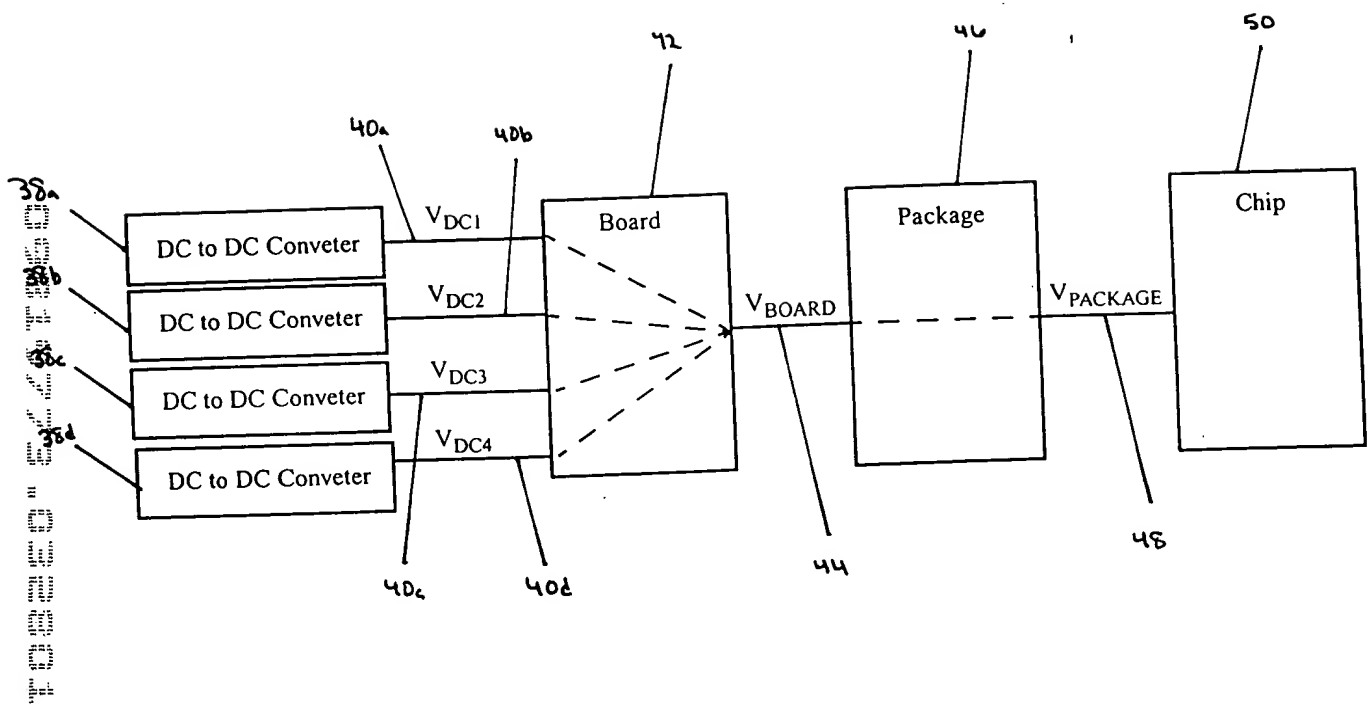 42
46
50
40a
40b
38a
V_DC1
Board
Package
Chip
DC to DC Conveter
38b
V_DC2
V_BOARD
V_PACKAGE
DC to DC Conveter
38c
V_DC3
DC to DC Conveter
38d
V_DC4
DC to DC Conveter
40c
40d
44
48